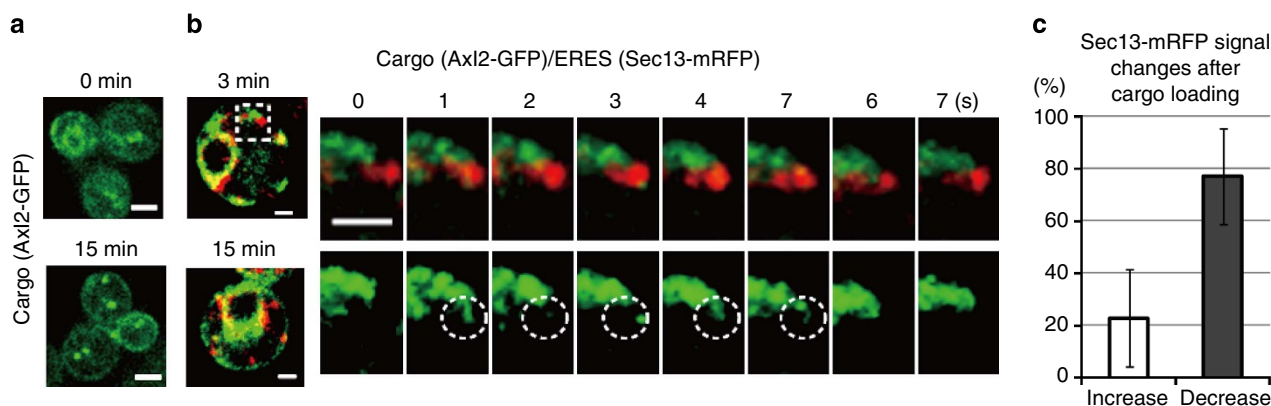 a
b
c
0 min
15 min
Cargo (Axl2-GFP)
3 min
15 min
Cargo (Axl2-GFP)/ERES (Sec13-mRFP)
0 1 2 3 4 7 6 7 (s)
Sec13-mRFP signal
changes after
cargo loading
(%)
100
80
60
40
20
0
Increase Decrease